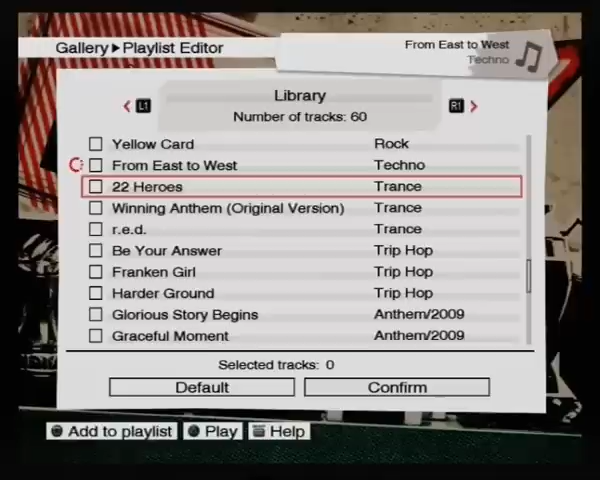 Gallery▶Playlist Editor
From East to West
Techno
Library
L1
R1
Number of tracks: 60
Yellow Card Rock
From East to West Techno
22 Heroes Trance
Winning Anthem (Original Version) Trance
r.e.d. Trance
Be Your Answer Trip Hop
Franken Girl Trip Hop
Harder Ground Trip Hop
Glorious Story Begins Anthem/2009
Graceful Moment Anthem/2009
Selected tracks: 0
Default Confirm
Add to playlist Play Help